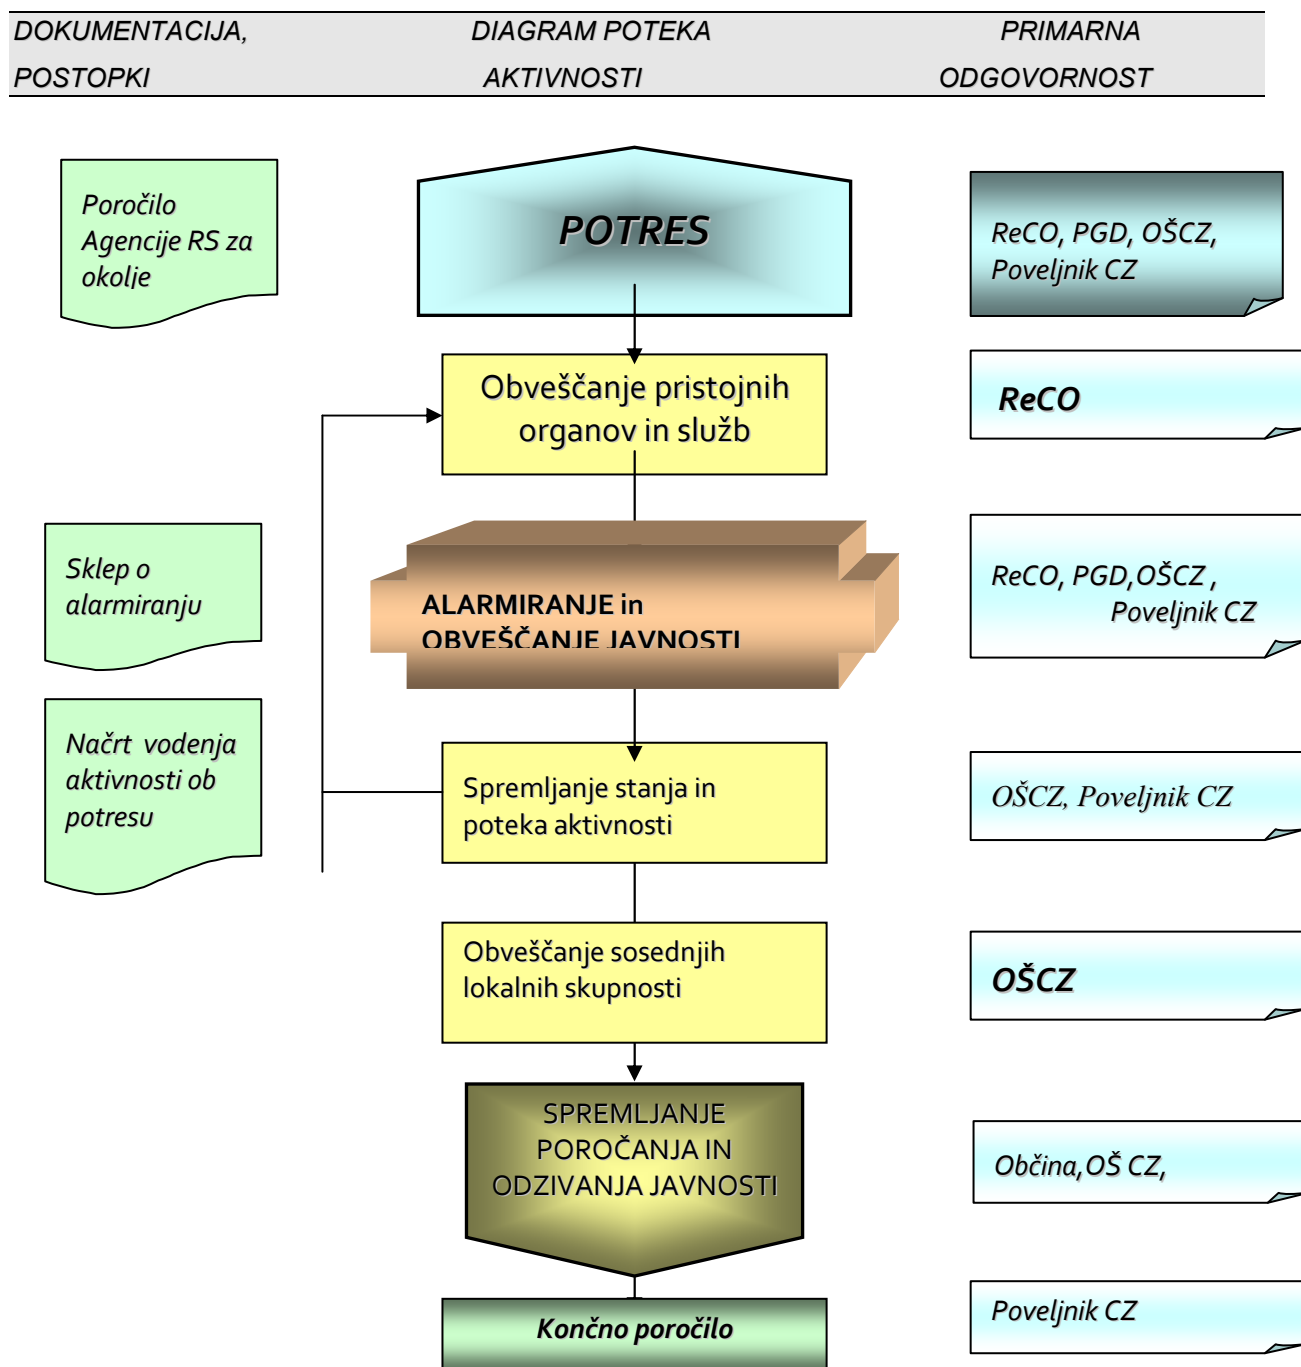 DOKUMENTACIJA, DIAGRAM POTEKA PRIMARNA
POSTOPKI AKTIVNOSTI ODGOVORNOST
Poročilo
Agencije RS za
okolje
POTRES
ReCO, PGD, OŠCZ,
Poveljnik CZ
Obveščanje pristojnih
organov in služb
ReCO
Sklep o
alarmiranju
ALARMIRANJE in
OBVEŠČANJE JAVNOSTI
ReCO, PGD,OŠCZ ,
Poveljnik CZ
Načrt vodenja
aktivnosti ob
potresu
Spremljanje stanja in
poteka aktivnosti
OŠCZ, Poveljnik CZ
Obveščanje sosednjih
lokalnih skupnosti
OŠCZ
SPREMLJANJE
POROČANJA IN
ODZIVANJA JAVNOSTI
Občina,OŠ CZ,
Končno poročilo
Poveljnik CZ